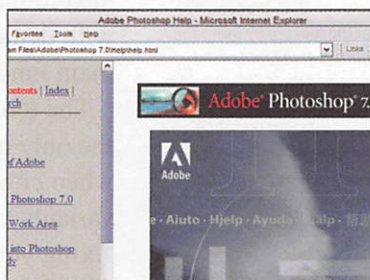 Adobe Photoshop Help - Microsoft Internet Explorer
Favorites Tools Help
am Files\Adobe\Photoshop 7.0\Help\help.html
Links
ontents | Index |
rch
Adobe® Photoshop® 7.
Adobe
of Adobe
Photoshop 7.0
Work Area
into Photoshop
dy
e · Aiuto · Hjelp · Ayuda · alp ·